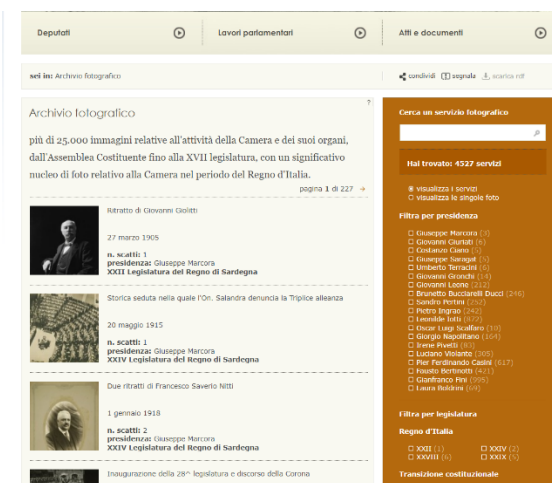 Deputati
Lavori parlamentari
Atti e documenti
sei in: Archivio fotografico
condividi segnala scarica rdf
Archivio fotografico
?
più di 25.000 immagini relative all'attività della Camera e dei suoi organi,
dall'Assemblea Costituente fino alla XVII legislatura, con un significativo
nucleo di foto relativo alla Camera nel periodo del Regno d'Italia.
pagina 1 di 227
Ritratto di Giovanni Giolitti
27 marzo 1905
n. scatti: 1
presidenza: Giuseppe Marcora
XXII Legislatura del Regno di Sardegna
Storica seduta nella quale l'On. Salandra denuncia la Triplice alleanza
20 maggio 1915
n. scatti: 1
presidenza: Giuseppe Marcora
XXIV Legislatura del Regno di Sardegna
Due ritratti di Francesco Saverio Nitti
1 gennaio 1918
n. scatti: 2
presidenza: Giuseppe Marcora
XXIV Legislatura del Regno di Sardegna
Inaugurazione della 28^ legislatura e discorso della Corona
Cerca un servizio fotografico
Hai trovato: 4527 servizi
visualizza i servizi
visualizza le singole foto
Filtra per presidenza
Giuseppe Marcora (3)
Giovanni Giuriati (6)
Costanzo Ciano (5)
Giuseppe Saragat (5)
Umberto Terracini (6)
Giovanni Gronchi (14)
Giovanni Leone (212)
Brunetto Bucciarelli Ducci (246)
Sandro Pertini (252)
Pietro Ingrao (242)
Leonilde Iotti (872)
Oscar Luigi Scalfaro (18)
Giorgio Napolitano (164)
Irene Pivetti (83)
Luciano Violante (305)
Pier Ferdinando Casini (617)
Fausto Bertinotti (421)
Gianfranco Fini (995)
Laura Boldrini (64)
Filtra per legislatura
Regno d'Italia
XXII (1) XXIV (2)
XXVIII (6) XXIX (5)
Transizione costituzionale